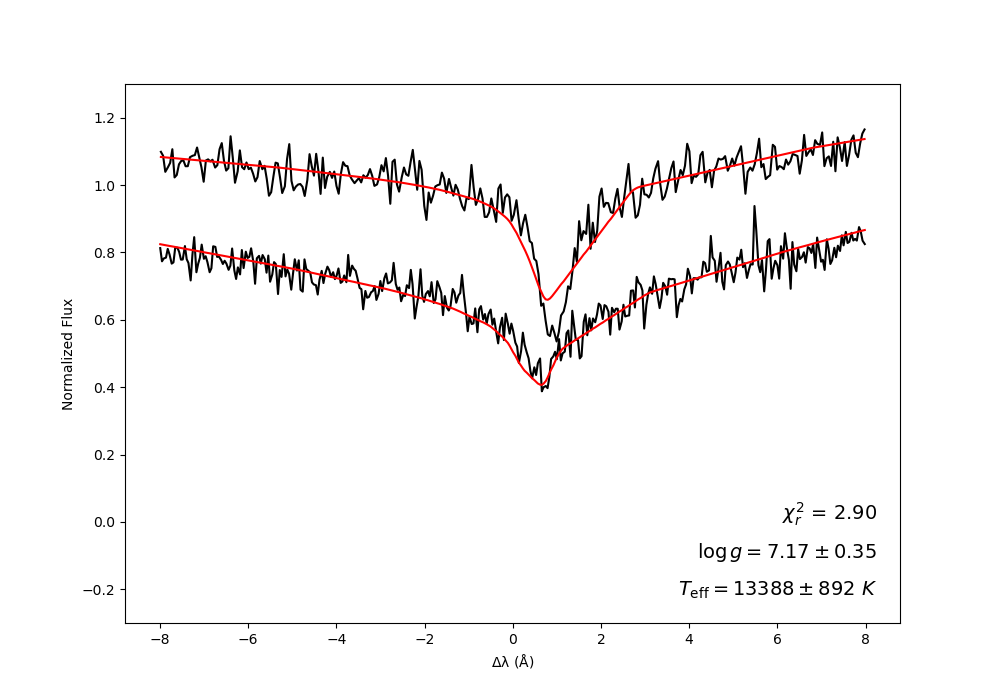 1.2
1.0
0.8
0.6
0.4
0.2
0.0
−0.2
Normalized Flux
χ²ᵣ = 2.90
log g = 7.17 ± 0.35
T_eff = 13388 ± 892 K
−8 −6 −4 −2 0 2 4 6 8
Δλ (Å)